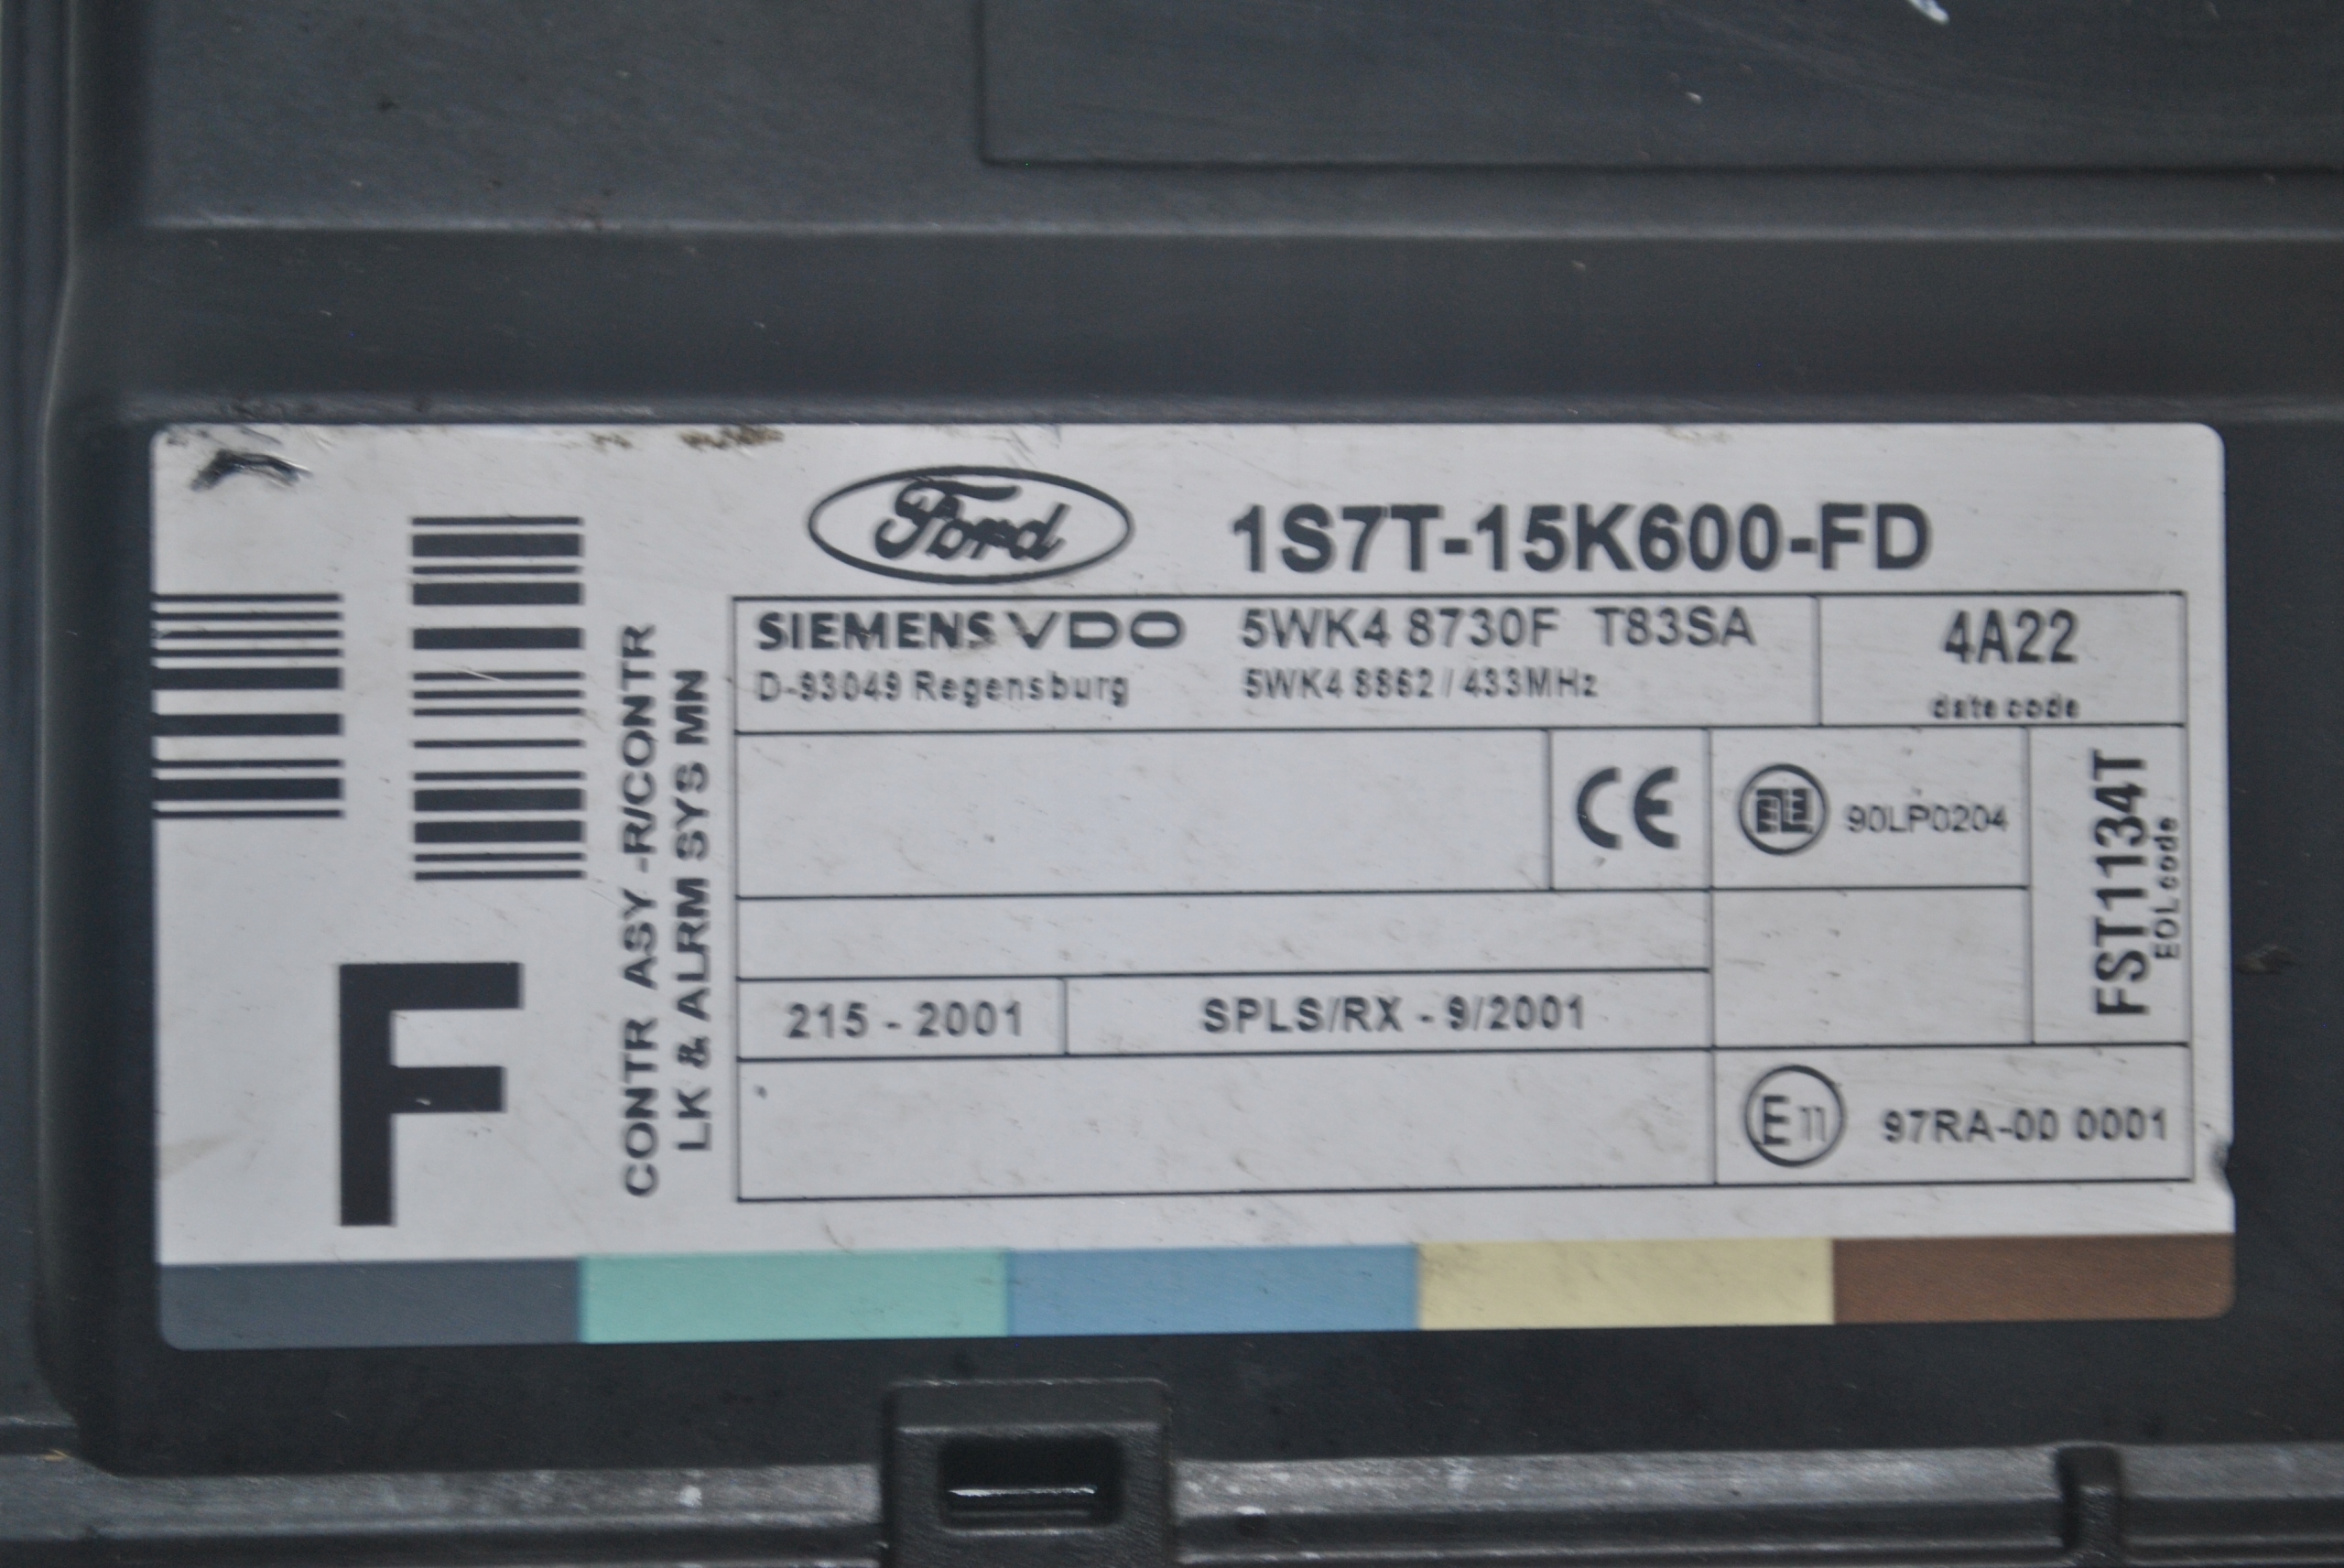 Ford
1S7T-15K600-FD
SIEMENS VDO 5WK4 8730F T83SA
D-93049 Regensburg 5WK4 8862 / 433MHz
4A22
date code
CE
90LP0204
FST1134T
EOL code
215 - 2001
SPLS/RX - 9/2001
E11
97RA-00 0001
CONTR ASY -R/CONTR
LK & ALRM SYS MN
F